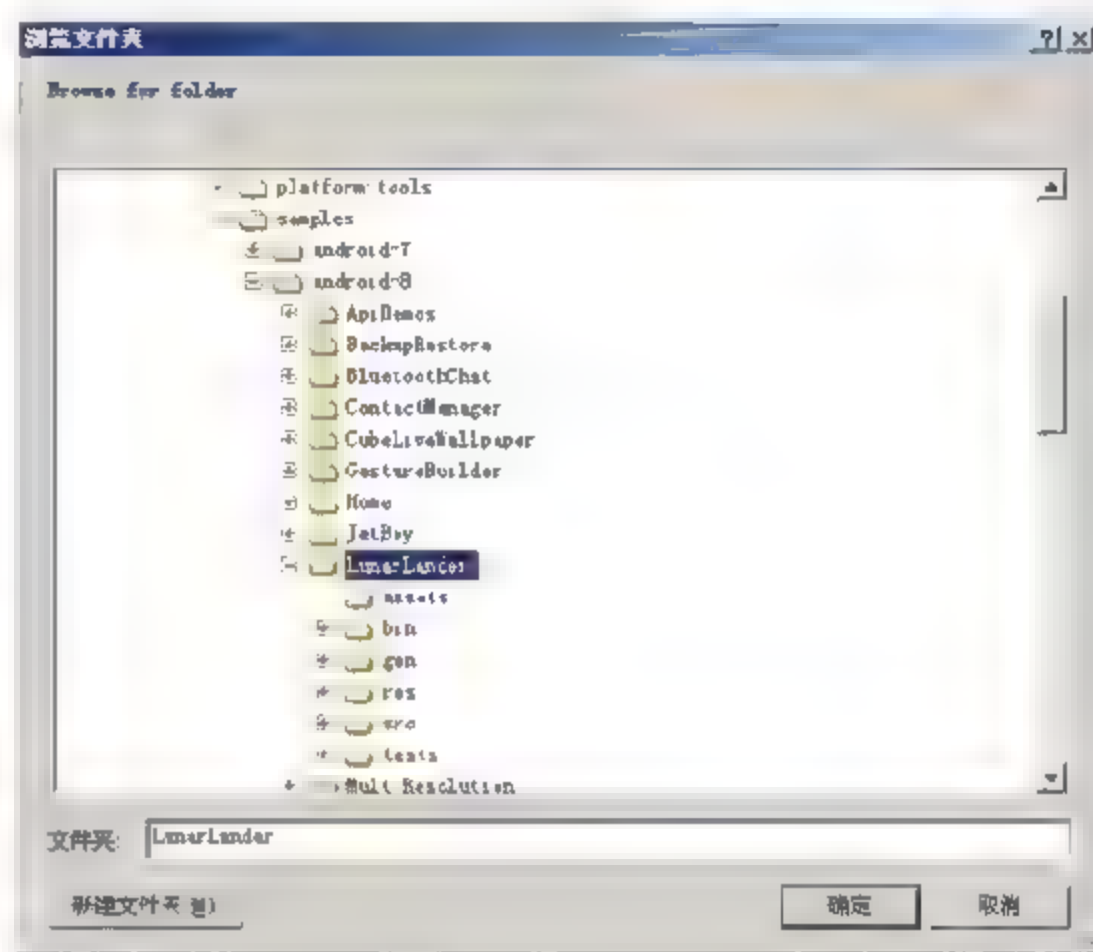 浏览文件夹
Browse for folder
platform-tools
samples
android-7
android-8
ApiDemos
BackupRestore
BluetoothChat
ContactManager
CubeLiveWallpaper
GestureBuilder
Home
JetBoy
LunarLander
assets
bin
gen
res
src
tests
MultiResolution
文件夹: LunarLander
新建文件夹
确定
取消